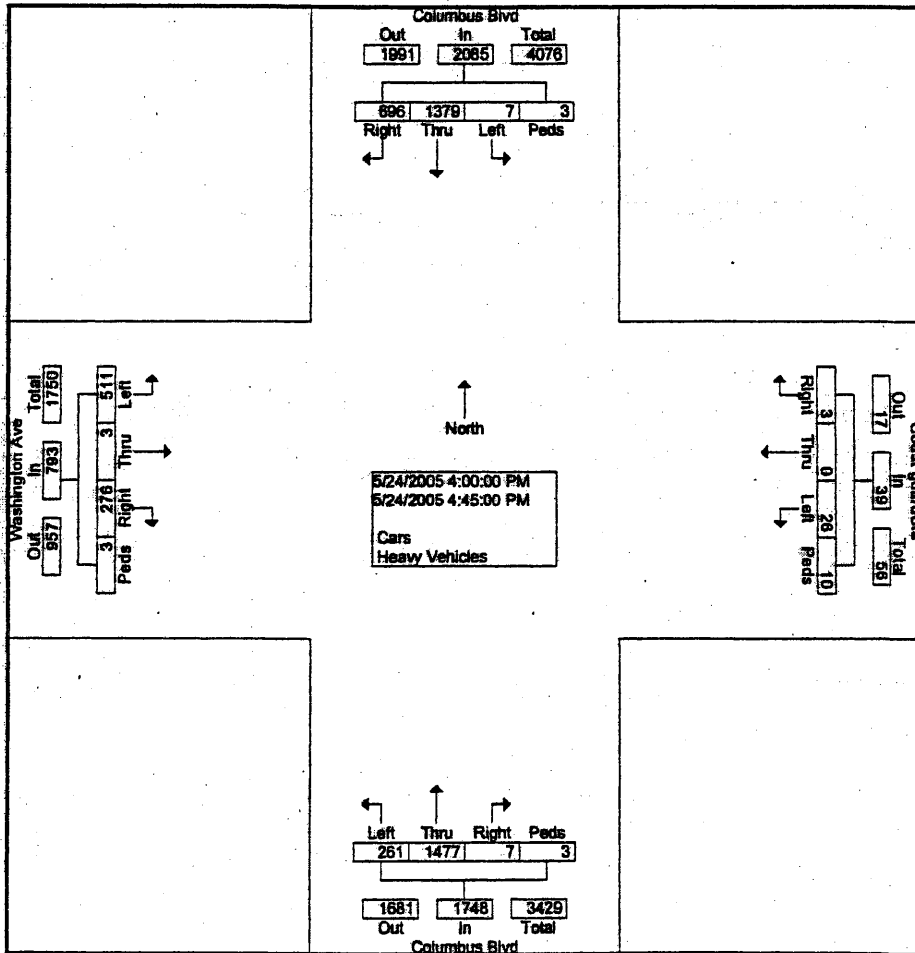 Columbus Blvd
Out In Total
1991 2085 4076
696 1379 7 3
Right Thru Left Peds
Washington Ave
Total In Out
1750 793 957
511 3 276 3
Left Thru Right Peds
North
5/24/2005 4:00:00 PM
5/24/2005 4:45:00 PM
Cars
Heavy Vehicles
Right Thru Left Peds
3 0 26 10
Out In Total
17 39 56
Left Thru Right Peds
261 1477 7 3
1681 1748 3429
Out In Total
Columbus Blvd